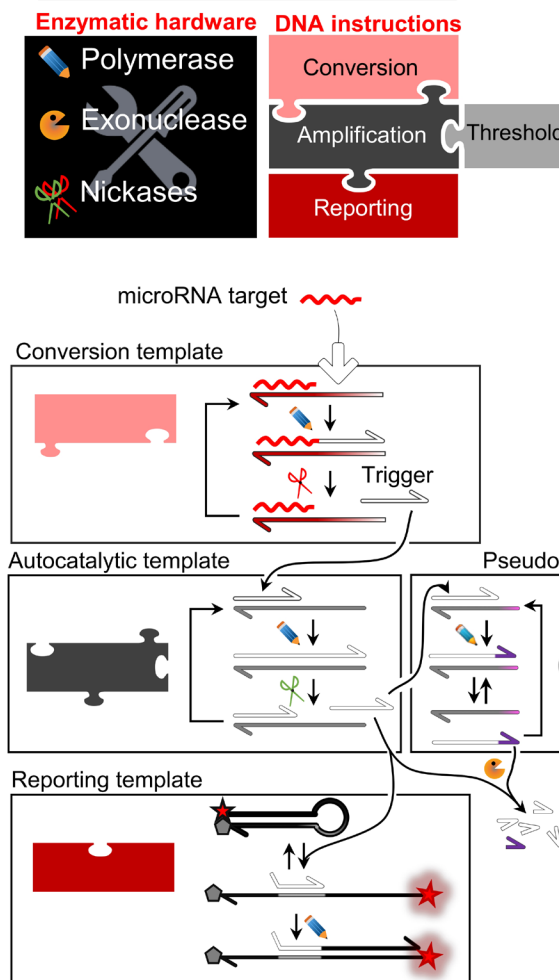 Enzymatic hardware
DNA instructions
Polymerase
Exonuclease
Nickases
Conversion
Amplification
Threshold
Reporting
microRNA target
Conversion template
Trigger
Autocatalytic template
Pseudo
Reporting template